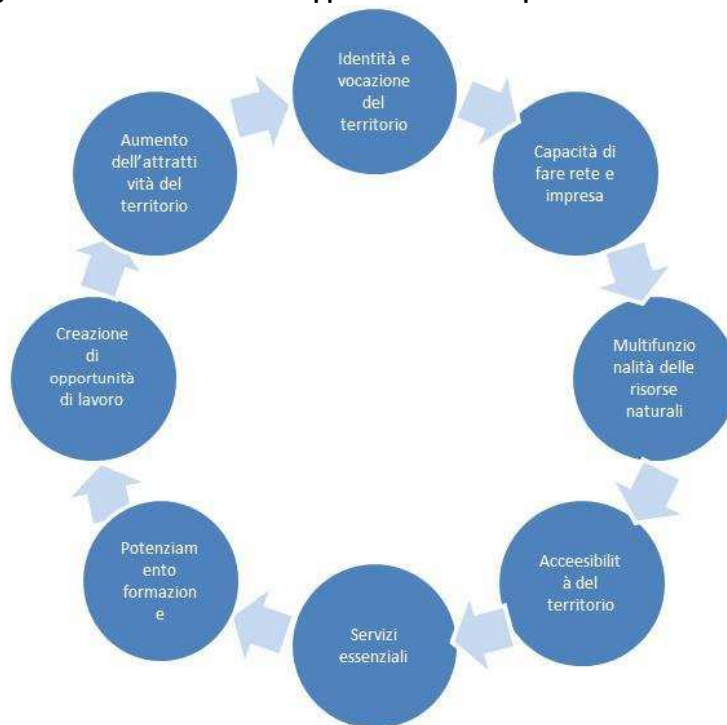 Identità e
vocazione
del
territorio
Capacità di
fare rete e
impresa
Multifunzio
nalità delle
risorse
naturali
Acceesibilit
à del
territorio
Servizi
essenziali
Potenziam
ento
formazion
e
Creazione
di
opportunità
di lavoro
Aumento
dell'attratti
vità del
territorio